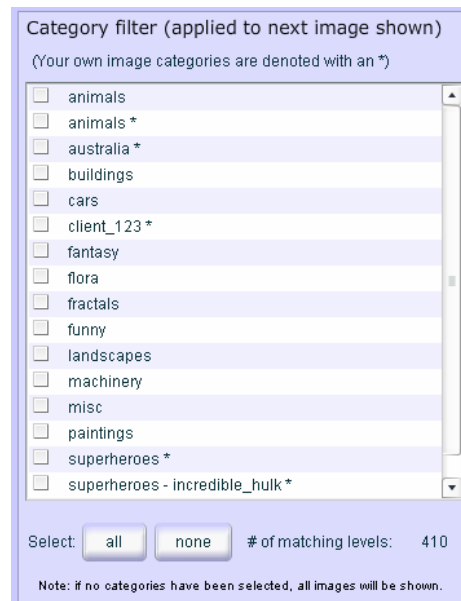 Category filter (applied to next image shown)
(Your own image categories are denoted with an *)
animals
animals *
australia *
buildings
cars
client_123 *
fantasy
flora
fractals
funny
landscapes
machinery
misc
paintings
superheroes *
superheroes - incredible_hulk *
Select: all none # of matching levels: 410
Note: if no categories have been selected, all images will be shown.